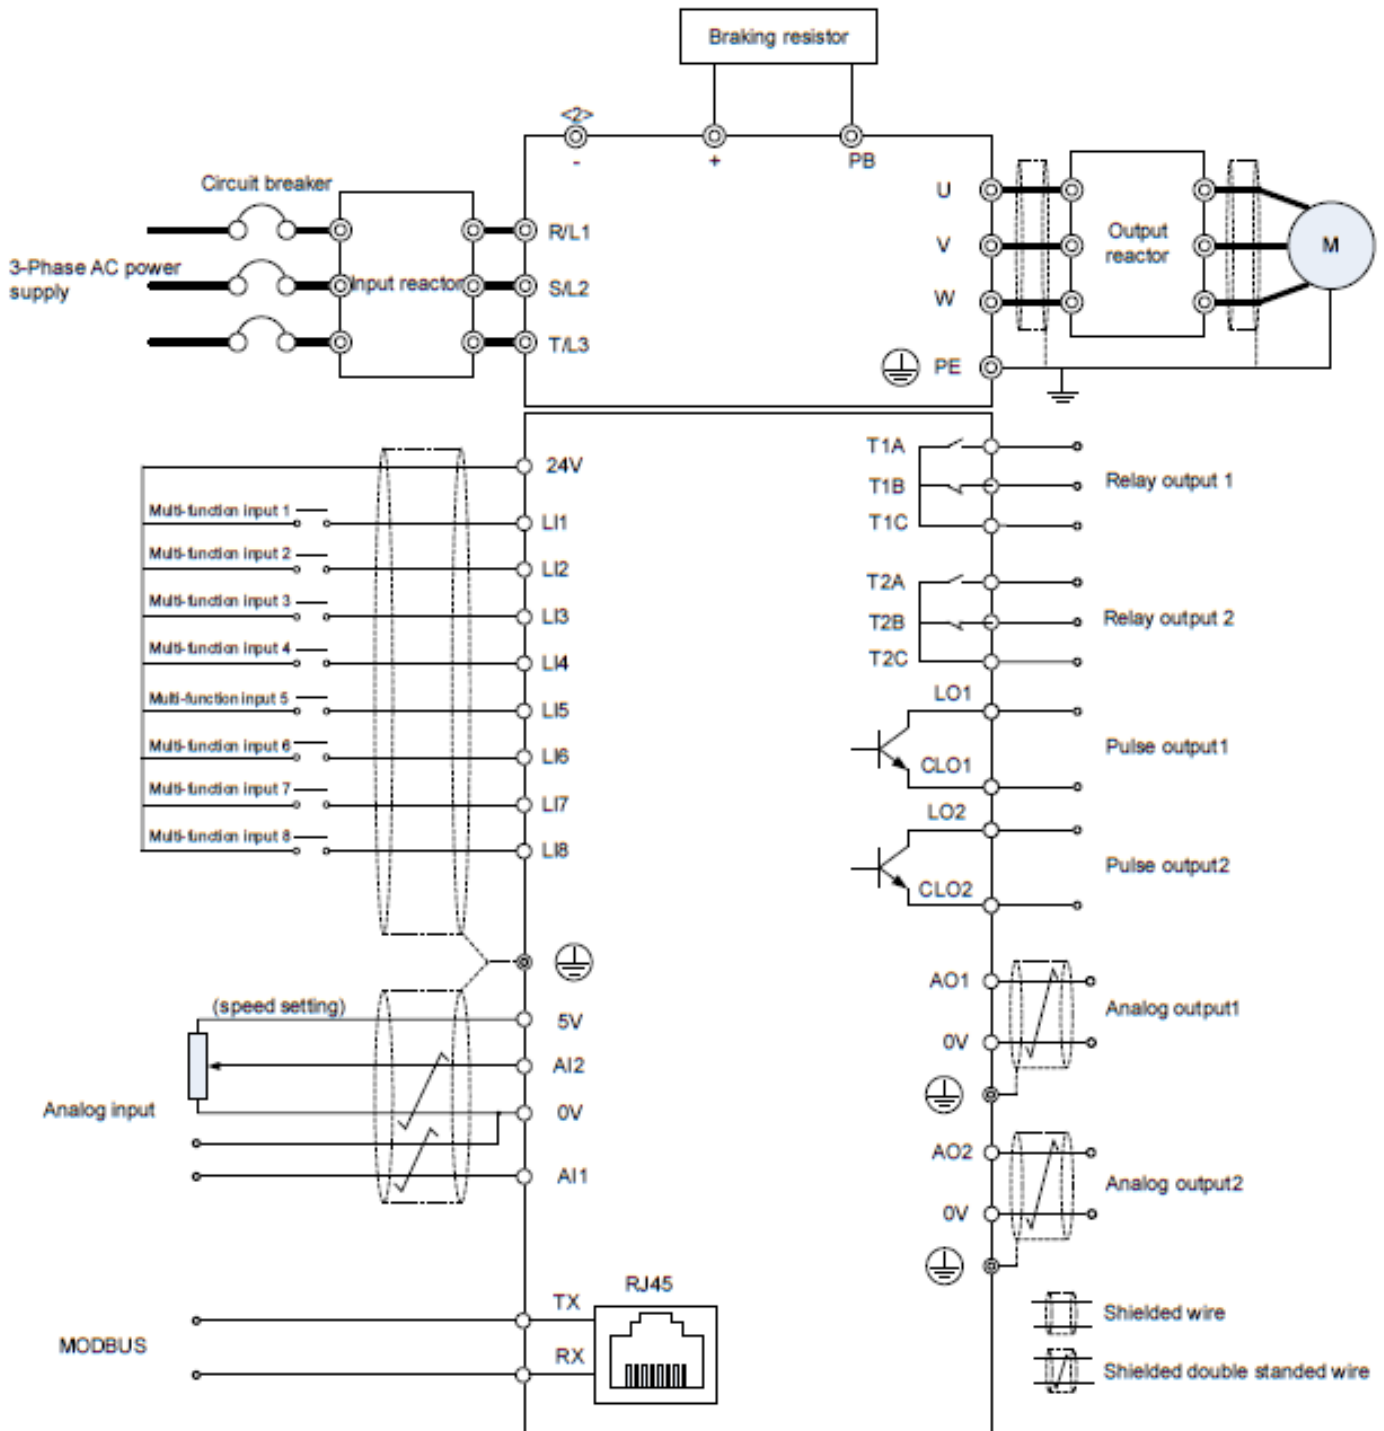 Braking resistor
<2>
-
+
PB
Circuit breaker
3-Phase AC power
supply
Input reactor
R/L1
S/L2
T/L3
U
V
W
PE
Output
reactor
M
24V
Multi-function input 1
LI1
Multi-function input 2
LI2
Multi-function input 3
LI3
Multi-function input 4
LI4
Multi-function input 5
LI5
Multi-function input 6
LI6
Multi-function input 7
LI7
Multi-function input 8
LI8
T1A
T1B
T1C
Relay output 1
T2A
T2B
T2C
Relay output 2
LO1
CLO1
Pulse output1
LO2
CLO2
Pulse output2
(speed setting)
5V
AI2
0V
AI1
Analog input
AO1
0V
Analog output1
AO2
0V
Analog output2
MODBUS
TX
RX
RJ45
Shielded wire
Shielded double standed wire